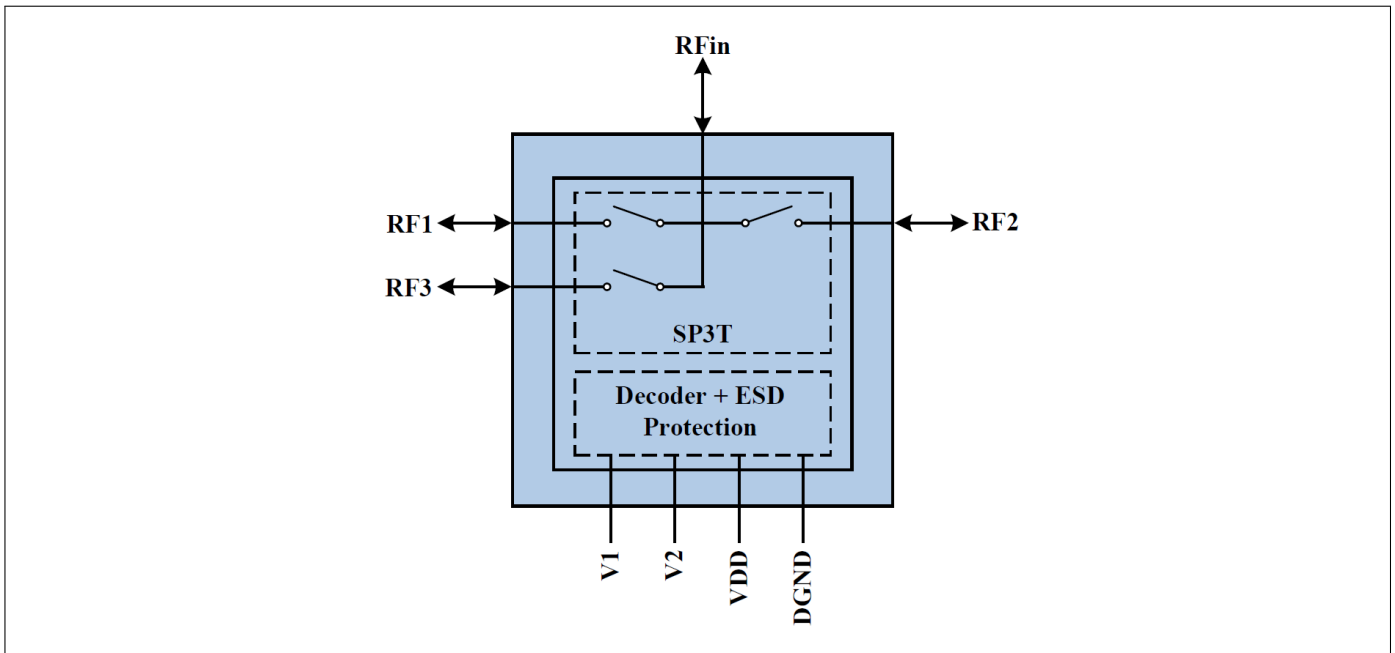 RFin
RF1
RF2
RF3
SP3T
Decoder + ESD
Protection
V1
V2
VDD
DGND